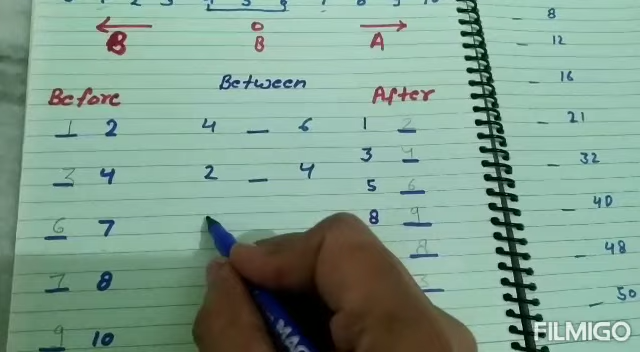 B B A
Before Between After
1 2 4 _ 6 1 2
3 4 2 _ 4 3 4
5 6
6 7 8 9
8
7 8 3
9 10
8
_ 12
_ 16
_ 21
_ 32
_ 40
_ 48
_ 50
FILMIGO